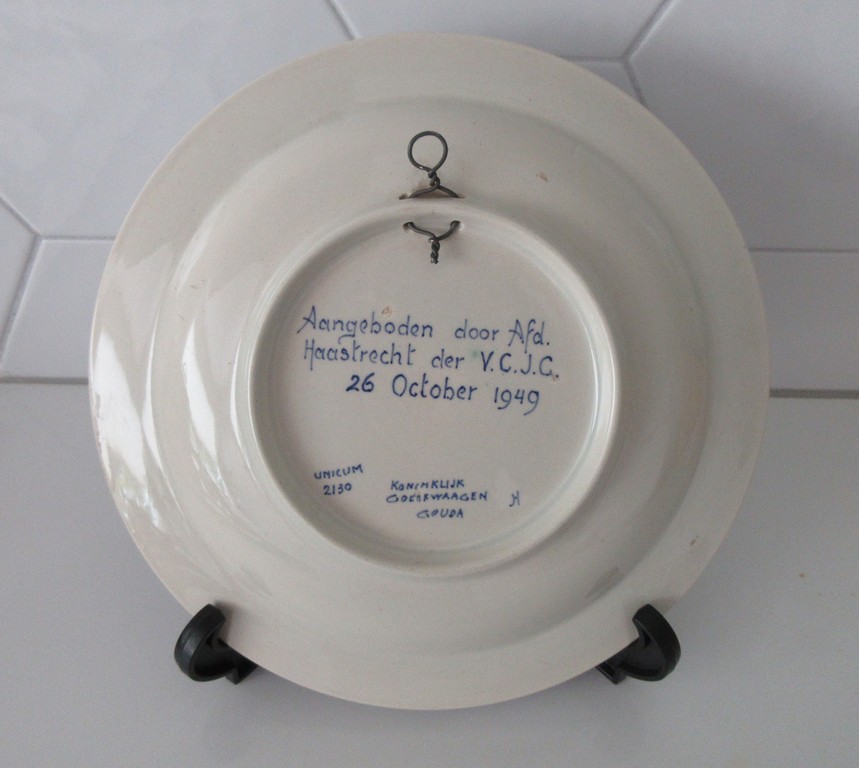 Aangeboden door Afd.
Haastrecht der V.C.J.C.
26 October 1949
UNICUM
2130
KONINKLIJK
GOEDEWAAGEN
GOUDA
H